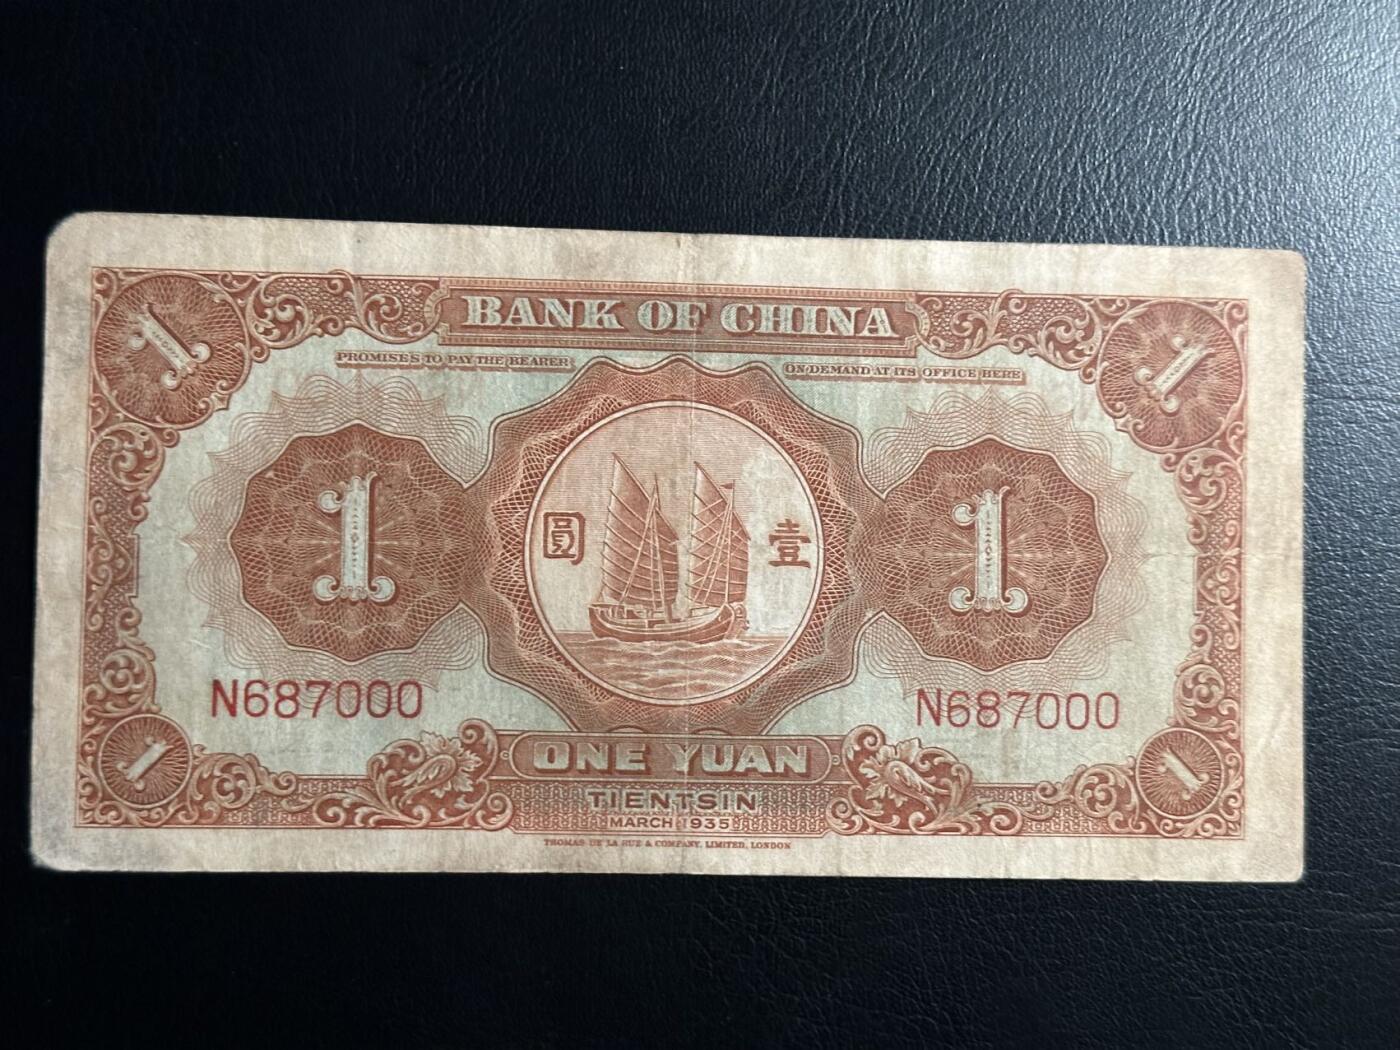 BANK OF CHINA
PROMISES TO PAY THE BEARER ON DEMAND AT ITS OFFICE HERE
1 1
1 1
圓 壹
N687000 N687000
1 1
ONE YUAN
TIENTSIN
MARCH 1935
THOMAS DE LA RUE & COMPANY, LIMITED, LONDON